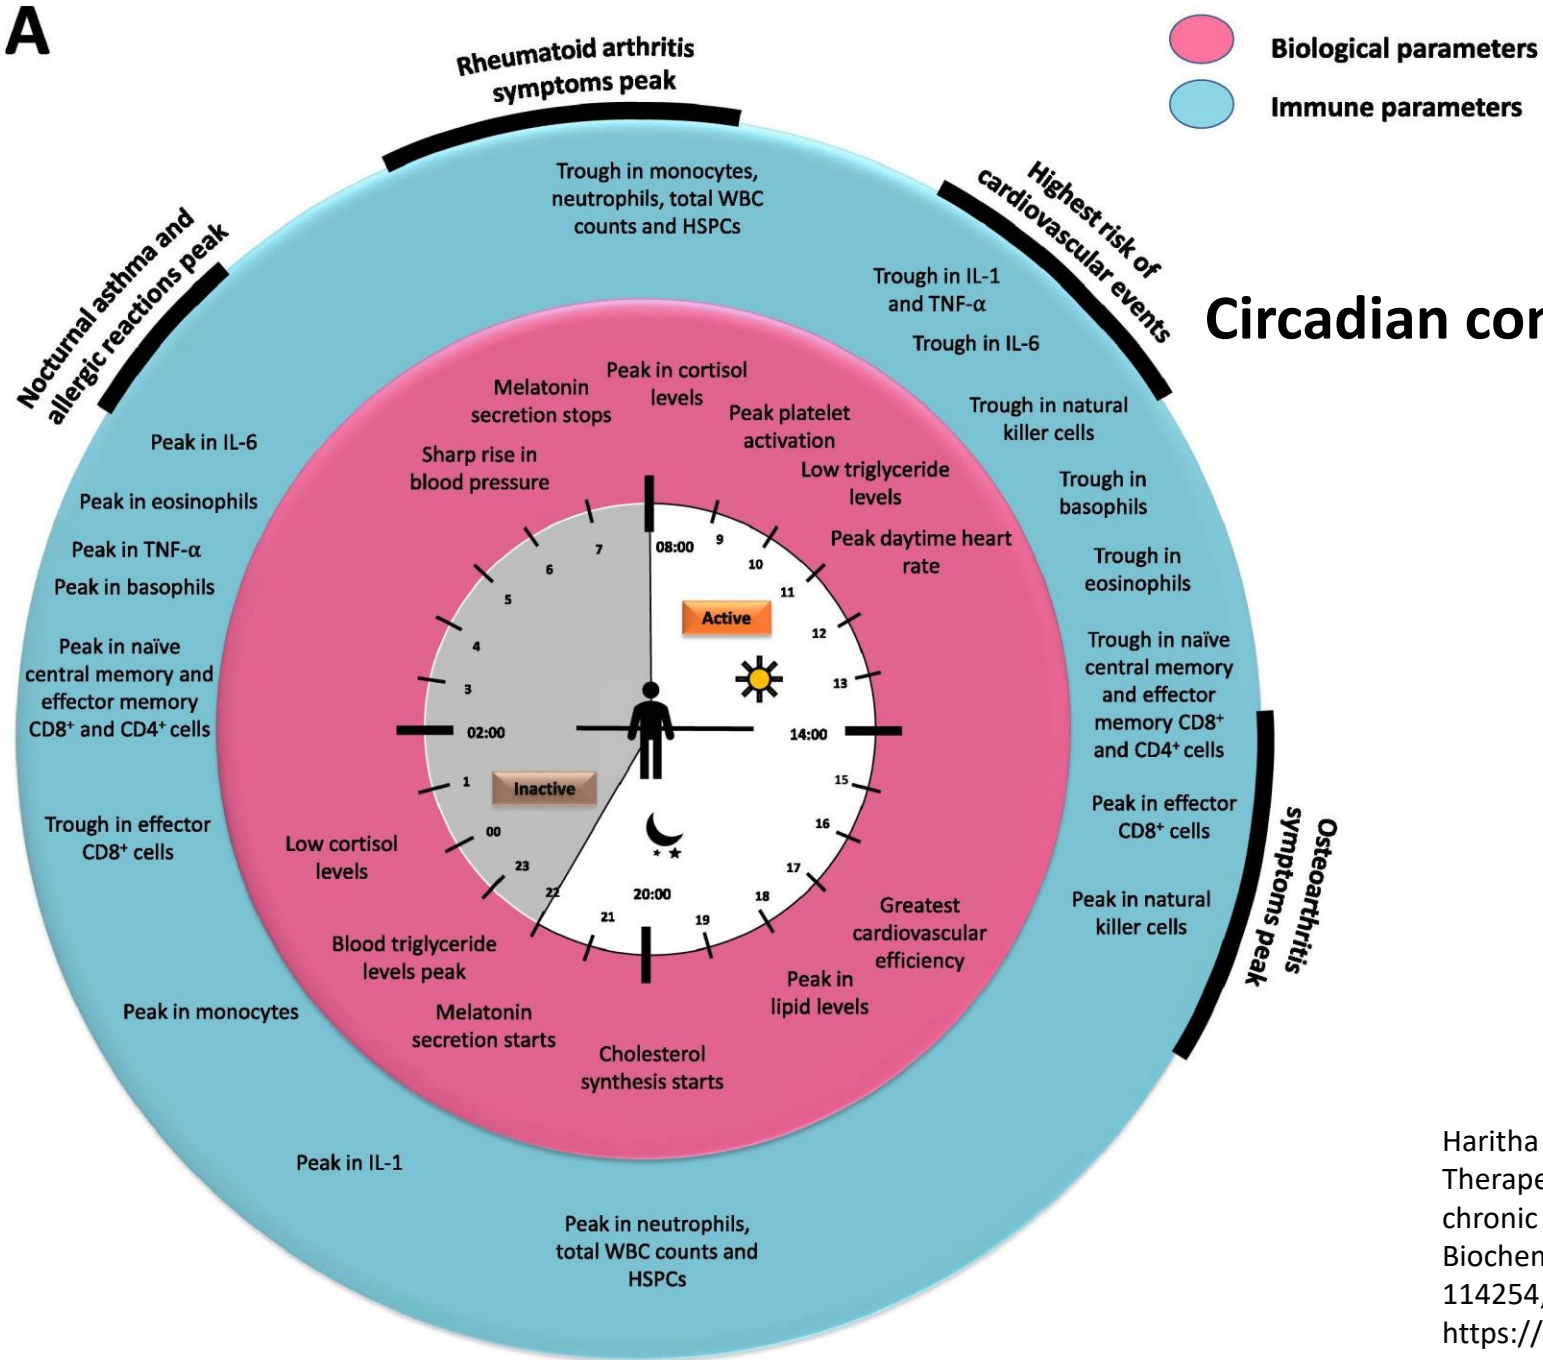 A
Biological parameters
Immune parameters
Rheumatoid arthritis
symptoms peak
Highest risk of
cardiovascular events
Nocturnal asthma and
allergic reactions peak
Osteoarthritis
symptoms peak
Circadian cor
Trough in monocytes,
neutrophils, total WBC
counts and HSPCs
Trough in IL-1
and TNF-α
Trough in IL-6
Trough in natural
killer cells
Trough in
basophils
Trough in
eosinophils
Trough in naïve
central memory
and effector
memory CD8⁺
and CD4⁺ cells
Peak in effector
CD8⁺ cells
Peak in natural
killer cells
Peak in neutrophils,
total WBC counts and
HSPCs
Peak in IL-1
Peak in monocytes
Trough in effector
CD8⁺ cells
Peak in naïve
central memory and
effector memory
CD8⁺ and CD4⁺ cells
Peak in basophils
Peak in TNF-α
Peak in eosinophils
Peak in IL-6
Peak in cortisol
levels
Peak platelet
activation
Low triglyceride
levels
Peak daytime heart
rate
Greatest
cardiovascular
efficiency
Peak in
lipid levels
Cholesterol
synthesis starts
Melatonin
secretion starts
Blood triglyceride
levels peak
Low cortisol
levels
Sharp rise in
blood pressure
Melatonin
secretion stops
08:00
9
10
11
12
13
14:00
15
16
17
18
19
20:00
21
22
23
00
1
02:00
3
4
5
6
7
Active
Inactive
Haritha
Therape
chronic
Biochem
114254,
https://